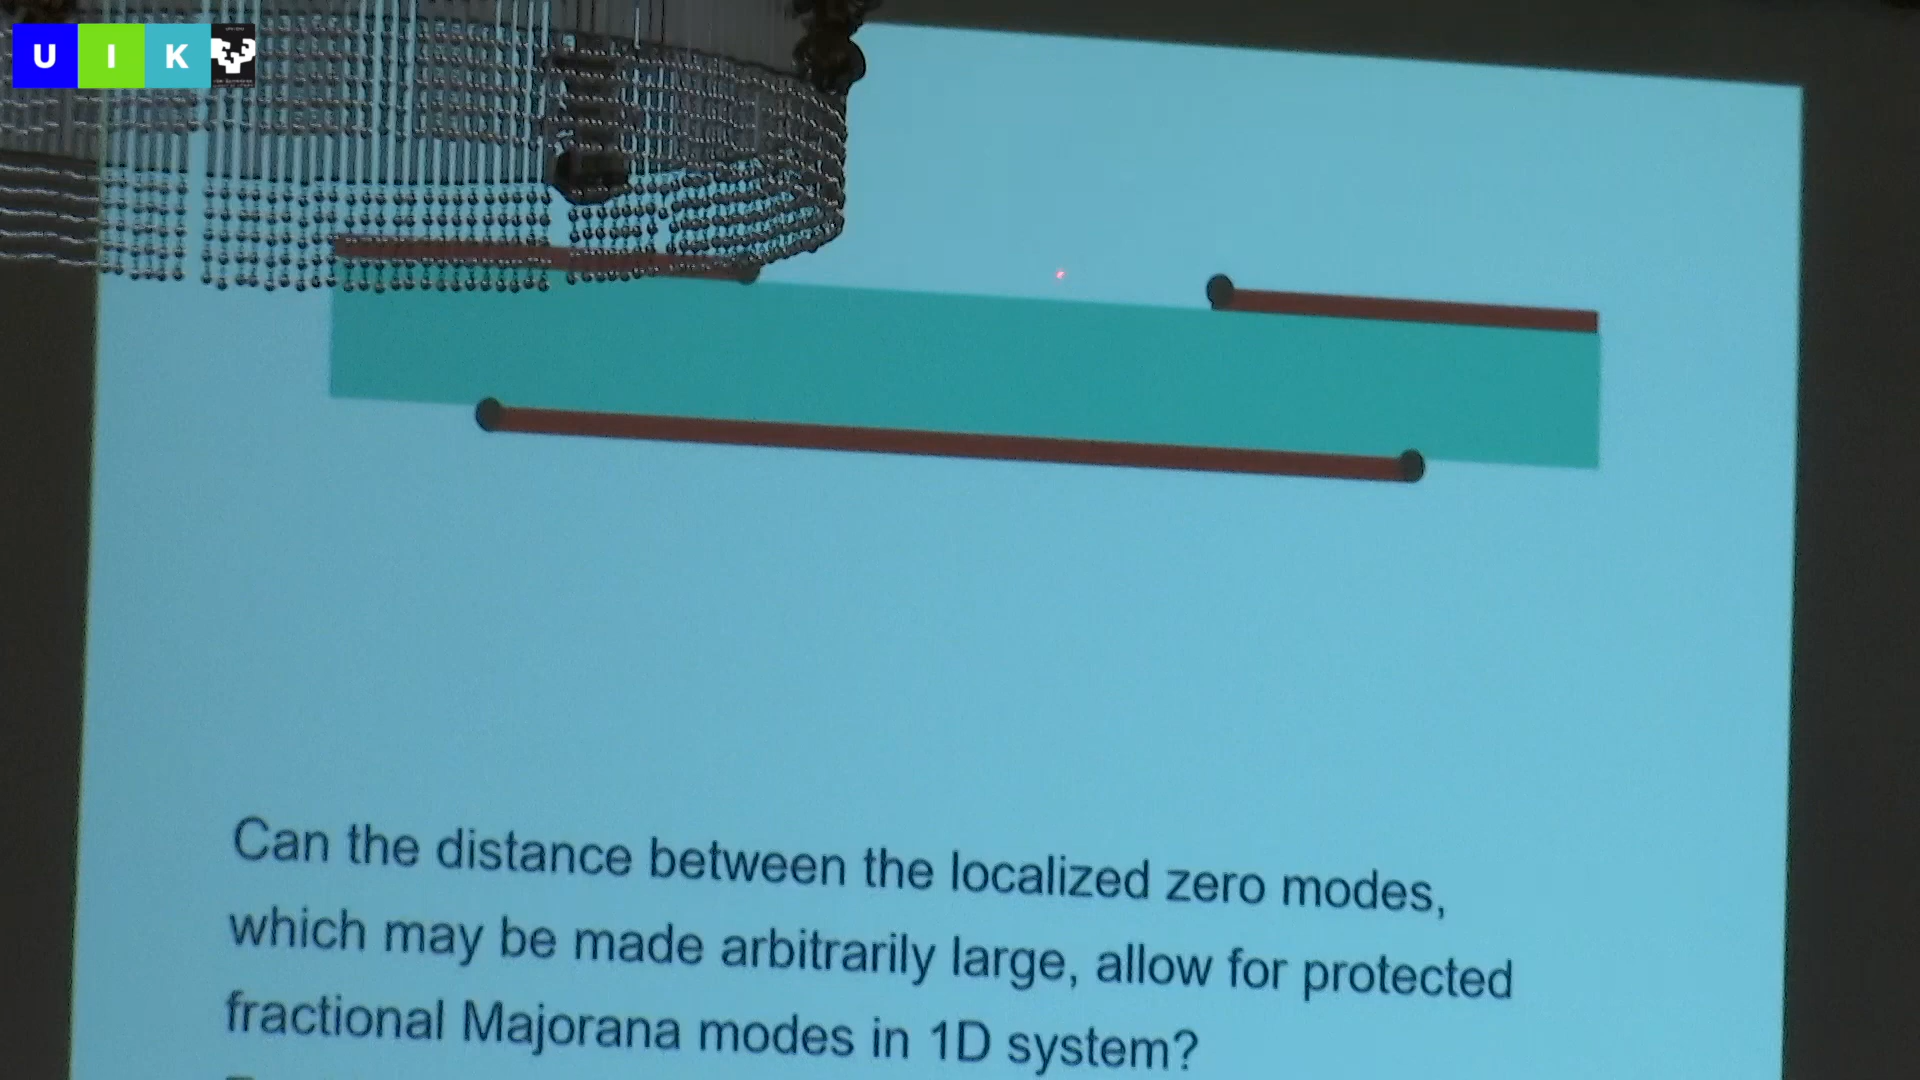 UIK
Can the distance between the localized zero modes,
which may be made arbitrarily large, allow for protected
fractional Majorana modes in 1D system?